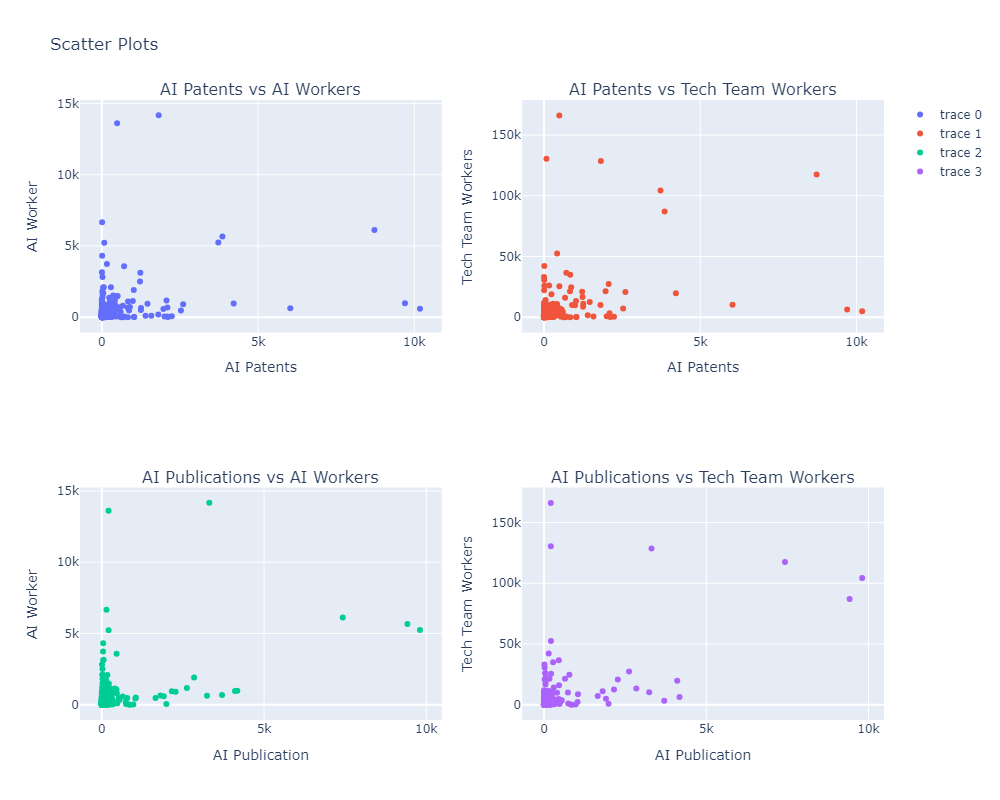 Scatter Plots
AI Patents vs AI Workers
AI Patents vs Tech Team Workers
trace 0
trace 1
trace 2
trace 3
AI Worker
15k
10k
5k
0
0
5k
10k
AI Patents
Tech Team Workers
150k
100k
50k
0
0
5k
10k
AI Patents
AI Publications vs AI Workers
AI Publications vs Tech Team Workers
AI Worker
15k
10k
5k
0
0
5k
10k
AI Publication
Tech Team Workers
150k
100k
50k
0
0
5k
10k
AI Publication